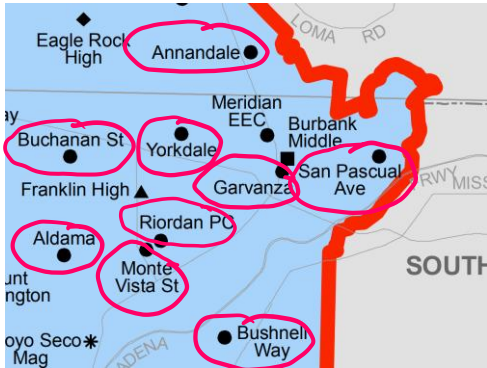 LOMA RD
Eagle Rock
High
Annandale
Meridian
EEC
Burbank
Middle
ay
Buchanan St
Yorkdale
San Pascual
Ave
Garvanza
Franklin High
RWY
MISS
Riordan PC
Aldama
Monte
Vista St
SOUTH
unt
ington
oyo Seco
Mag
Bushnell
Way
ADENA